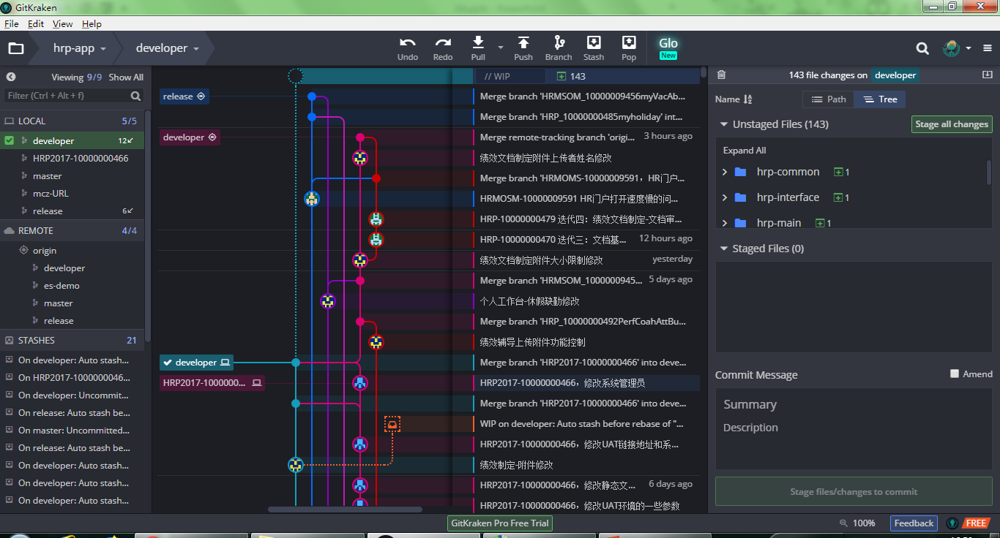 GitKraken
File Edit View Help
hrp-app developer
Undo Redo Pull Push Branch Stash Pop Glo New
Viewing 9/9 Show All
Filter (Ctrl + Alt + f)
LOCAL 5/5
developer 12
HRP2017-10000000466
master
mcz-URL
release 6
REMOTE 4/4
origin
developer
es-demo
master
release
STASHES 21
On developer: Auto stash...
On HRP2017-1000000046...
On developer: Uncommit...
On release: Auto stash be...
On master: Uncommitted...
On release: Auto stash be...
On developer: Auto stash...
On developer: Auto stash...
On developer: Auto stash...
// WIP 143
release Merge branch 'HRMSOM_10000009456myVacAb...
Merge branch 'HRP_10000000485myholiday' int...
developer Merge remote-tracking branch 'origi... 3 hours ago
绩效文档制定附件上传者姓名修改
Merge branch 'HRMOMS-10000009591，HR门户...
HRMOSM-10000009591 HR门户打开速度慢的问...
HRP-10000000479 迭代四：绩效文档制定-文档审...
HRP-10000000470 迭代三：文档基... 12 hours ago
绩效文档制定附件大小限制修改 yesterday
Merge branch 'HRMSOM_1000000945... 5 days ago
个人工作台-休假缺勤修改
Merge branch 'HRP_10000000492PerfCoahAttBu...
绩效辅导上传附件功能控制
developer Merge branch 'HRP2017-10000000466' into deve...
HRP2017-1000000... HRP2017-10000000466，修改系统管理员
Merge branch 'HRP2017-10000000466' into deve...
WIP on developer: Auto stash before rebase of "...
HRP2017-10000000466，修改UAT链接地址和系...
绩效制定-附件修改
HRP2017-10000000466，修改静态文... 6 days ago
HRP2017-10000000466，修改UAT环境的一些参数
143 file changes on developer
Name Path Tree
Unstaged Files (143) Stage all changes
Expand All
hrp-common 1
hrp-interface 1
hrp-main 1
Staged Files (0)
Commit Message Amend
Summary
Description
Stage files/changes to commit
GitKraken Pro Free Trial 100% Feedback FREE